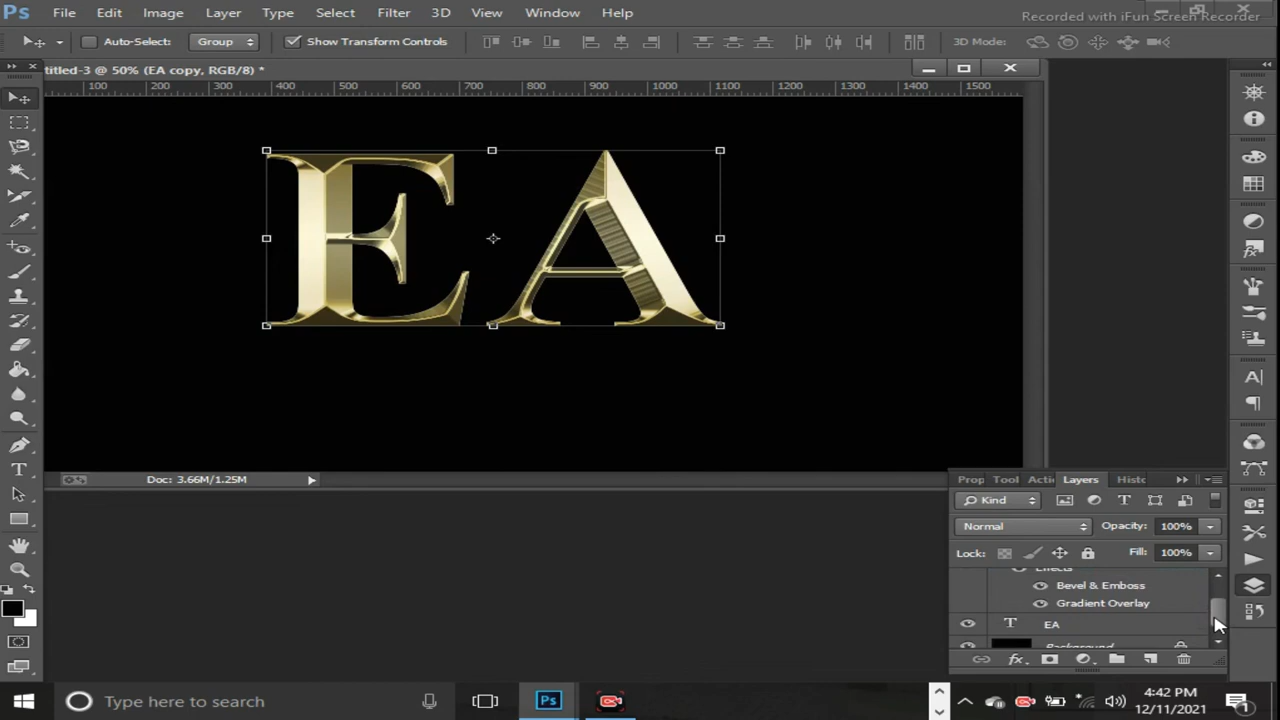 Ps File Edit Image Layer Type Select Filter 3D View Window Help
Recorded with iFun Screen Recorder
Auto-Select: Group Show Transform Controls 3D Mode:
titled-3 @ 50% (EA copy, RGB/8) *
100 200 300 400 500 600 700 800 900 1000 1100 1200 1300 1400 1500
EA
Doc: 3.66M/1.25M
Prop Tool Acti Layers Histo
Kind
Normal Opacity: 100%
Lock: Fill: 100%
Effects
Bevel & Emboss
Gradient Overlay
T EA
Background
Type here to search
Ps
4:42 PM
12/11/2021
1